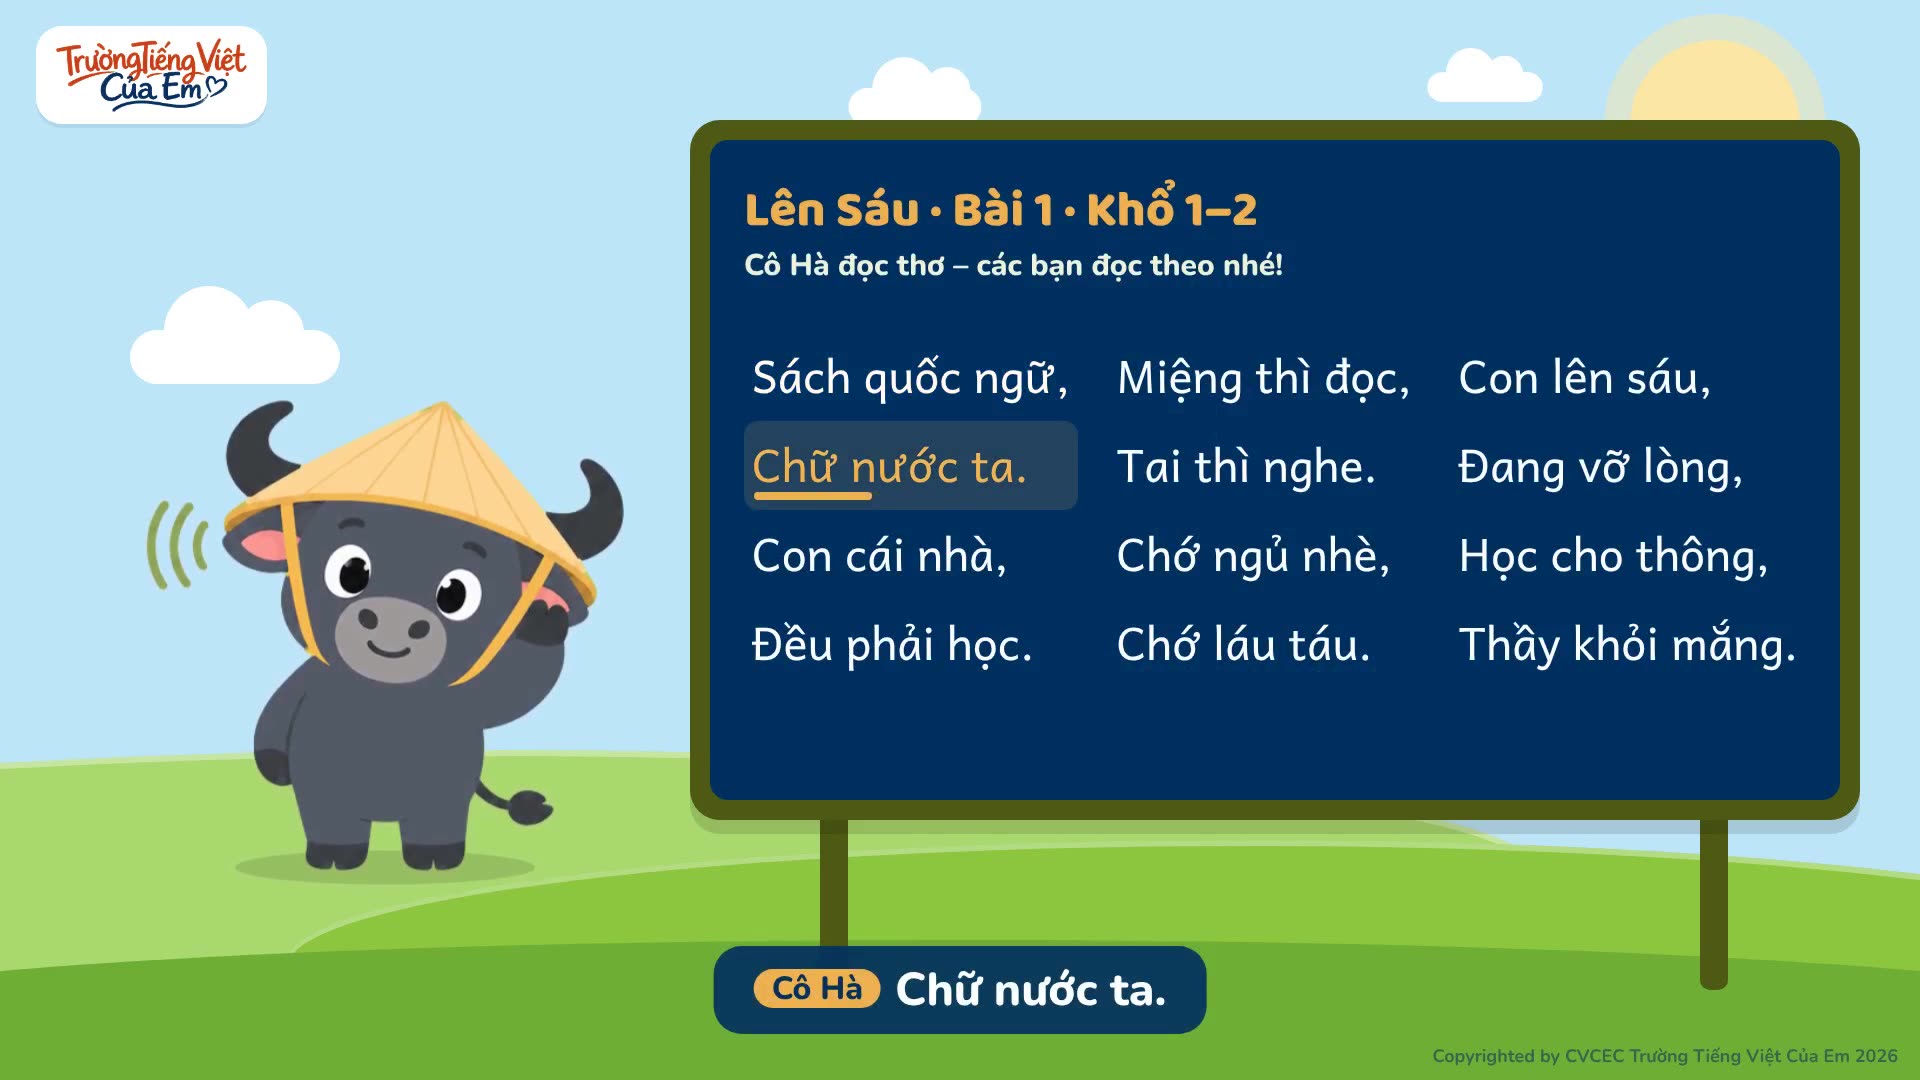 Trường Tiếng Việt
Của Em
Lên Sáu · Bài 1 · Khổ 1–2
Cô Hà đọc thơ – các bạn đọc theo nhé!
Sách quốc ngữ,
Chữ nước ta.
Con cái nhà,
Đều phải học.
Miệng thì đọc,
Tai thì nghe.
Chớ ngủ nhè,
Chớ láu táu.
Con lên sáu,
Đang vỡ lòng,
Học cho thông,
Thầy khỏi mắng.
Cô Hà Chữ nước ta.
Copyrighted by CVCEC Trường Tiếng Việt Của Em 2026